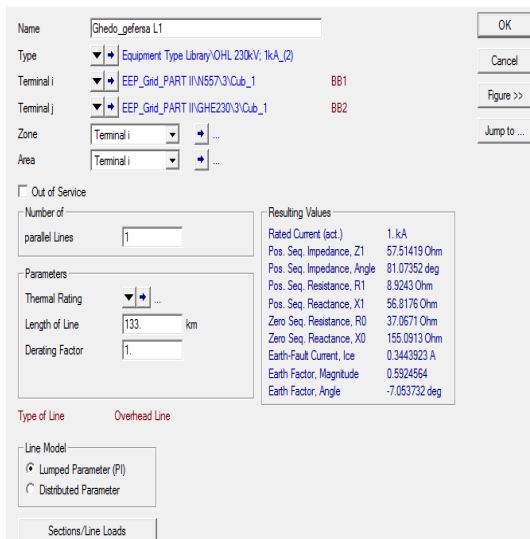 Name Ghedo_gefersa L1 OK
Type Equipment Type Library\OHL 230kV; 1kA_(2) Cancel
Terminal i EEP_Grid_PART II\N557\3\Cub_1 BB1
Figure >>
Terminal j EEP_Grid_PART II\GHE230\3\Cub_1 BB2
Zone Terminal i ... Jump to ...
Area Terminal i ...
Out of Service
Number of
parallel Lines 1
Parameters
Thermal Rating ...
Length of Line 133. km
Derating Factor 1.
Resulting Values
Rated Current (act.) 1. kA
Pos. Seq. Impedance, Z1 57.51419 Ohm
Pos. Seq. Impedance, Angle 81.07352 deg
Pos. Seq. Resistance, R1 8.9243 Ohm
Pos. Seq. Reactance, X1 56.8176 Ohm
Zero Seq. Resistance, R0 37.0671 Ohm
Zero Seq. Reactance, X0 155.0913 Ohm
Earth-Fault Current, Ice 0.3443923 A
Earth Factor, Magnitude 0.5924564
Earth Factor, Angle -7.053732 deg
Type of Line Overhead Line
Line Model
Lumped Parameter (PI)
Distributed Parameter
Sections/Line Loads